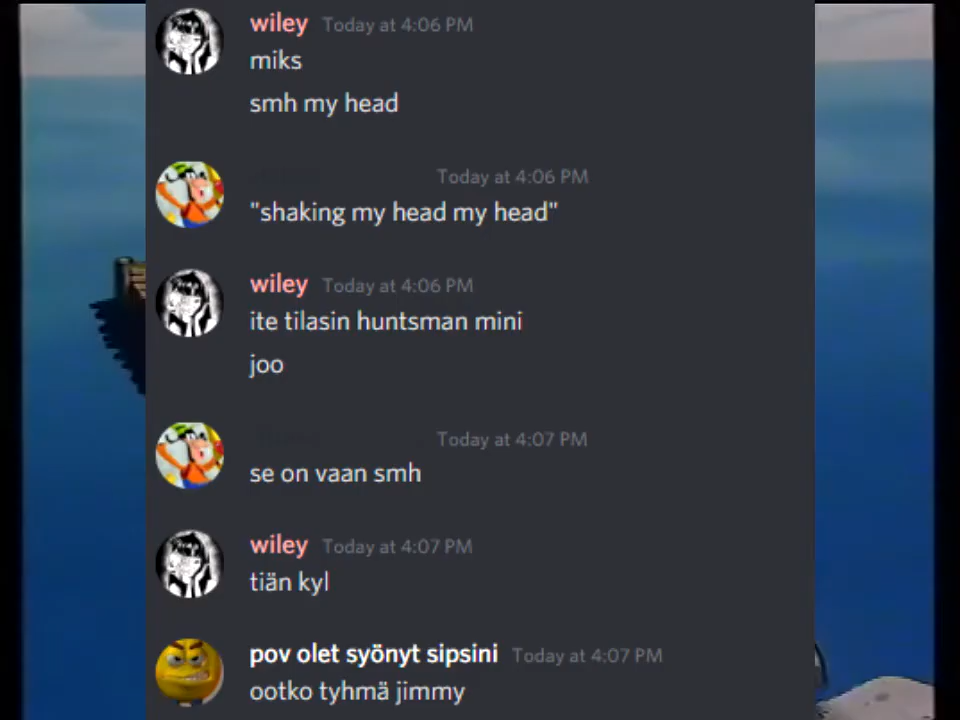 wiley Today at 4:06 PM
miks
smh my head
Today at 4:06 PM
"shaking my head my head"
wiley Today at 4:06 PM
ite tilasin huntsman mini
joo
Today at 4:07 PM
se on vaan smh
wiley Today at 4:07 PM
tiän kyl
pov olet syönyt sipsini Today at 4:07 PM
ootko tyhmä jimmy